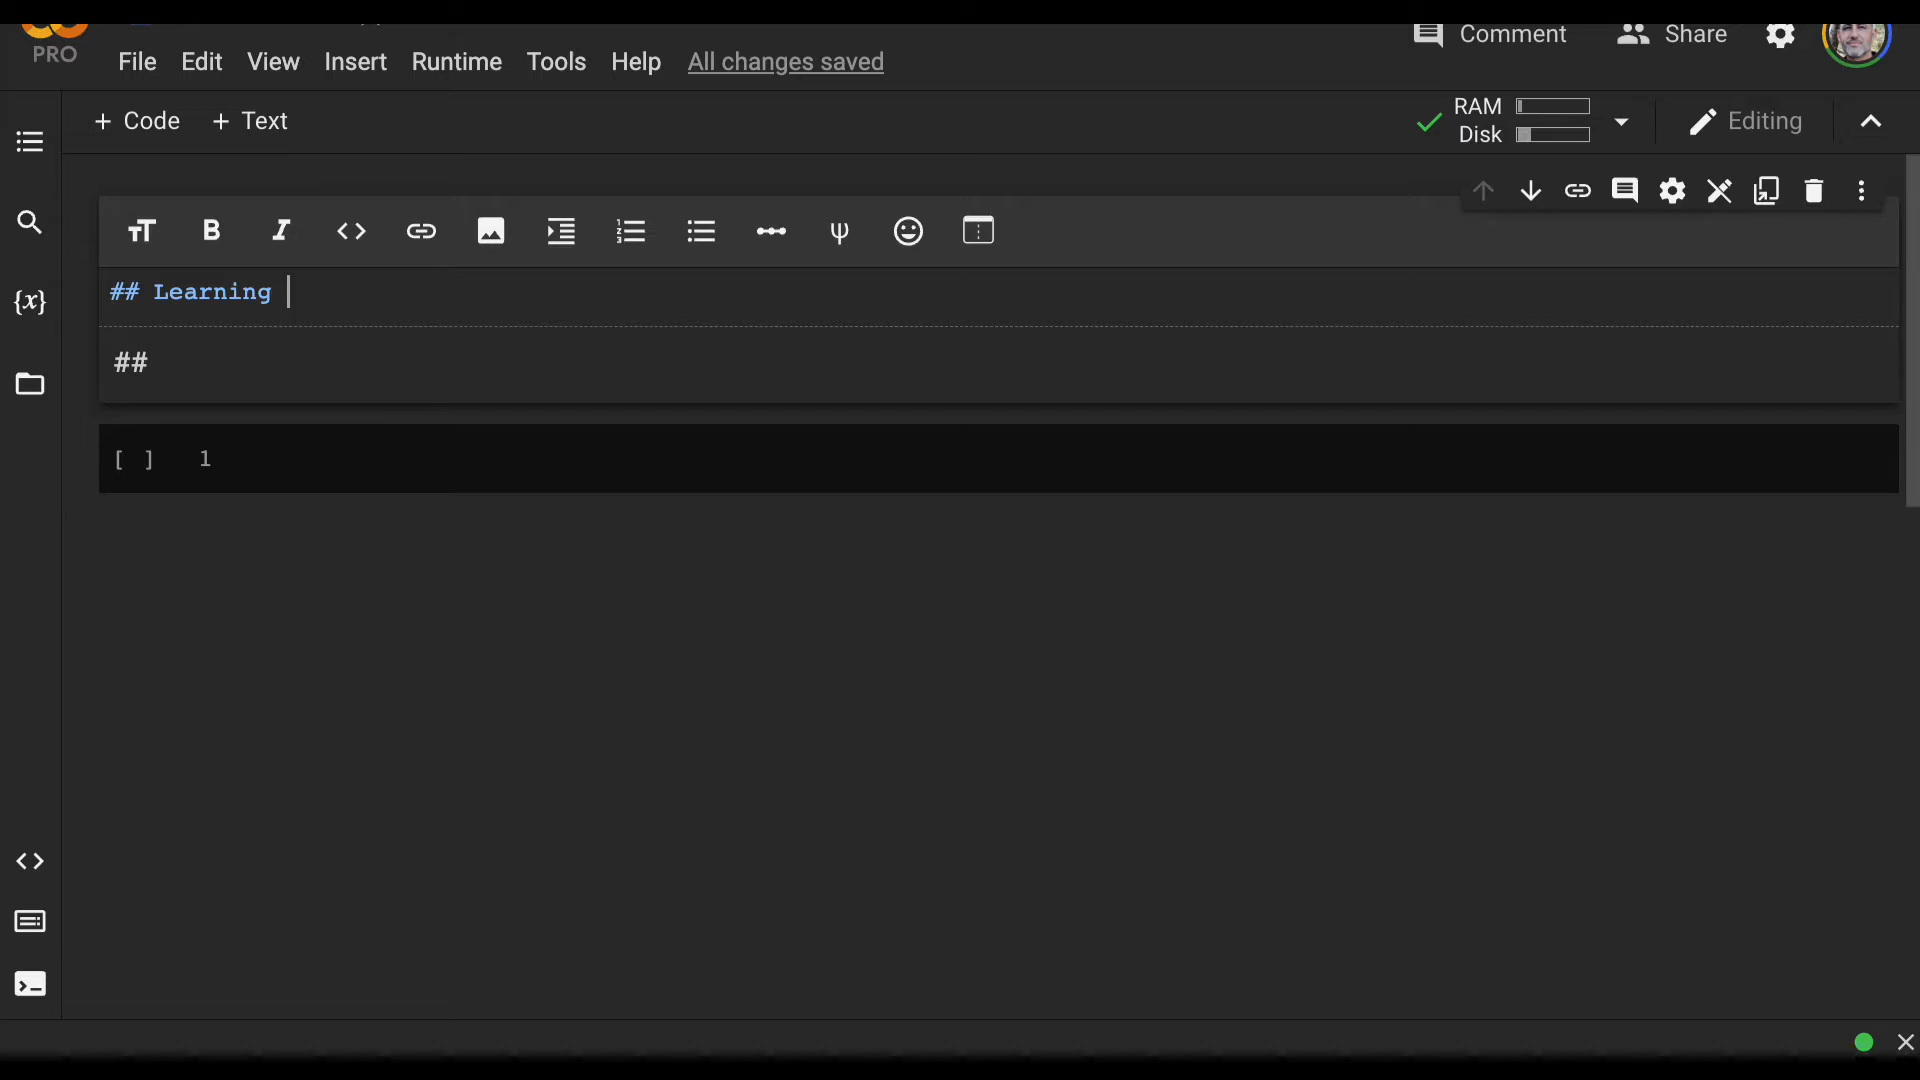 PRO
File Edit View Insert Runtime Tools Help All changes saved
Comment Share
+ Code + Text
RAM
Disk
Editing
{x}
## Learning
##
[ ] 1